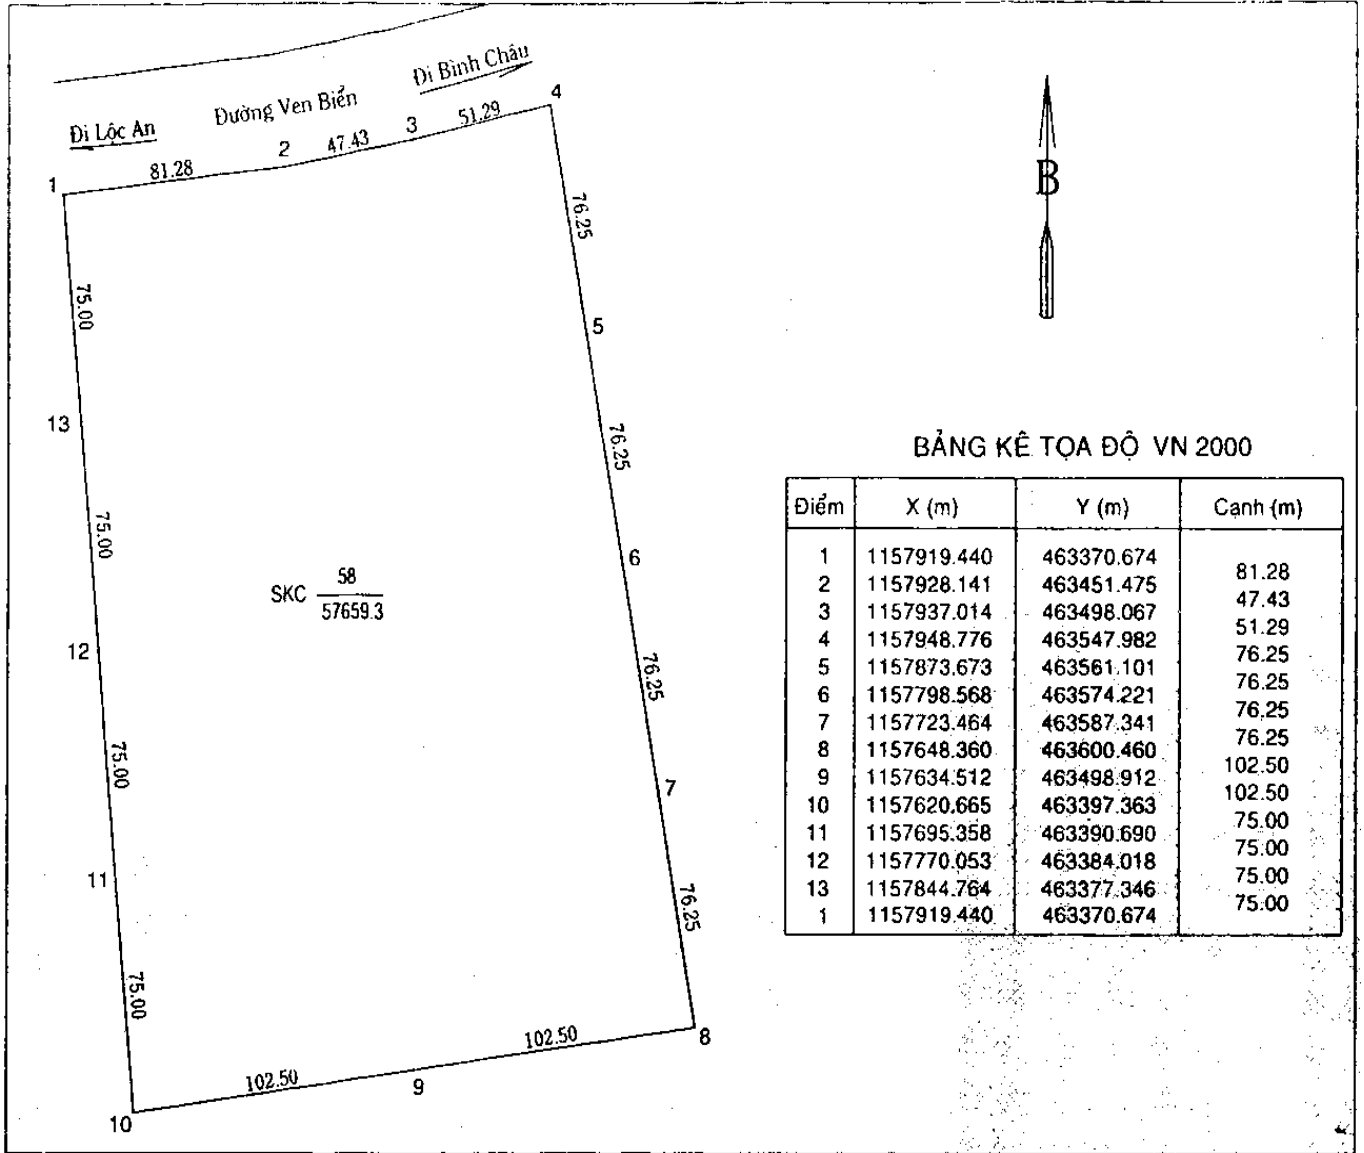 Đi Bình Châu
Đường Ven Biển
Đi Lộc An
4
51.29
3
47.43
2
81.28
1
76.25
75.00
5
13
76.25
75.00
6
SKC 58
57659.3
12
76.25
75.00
7
11
76.25
75.00
8
102.50
9
102.50
10
B
BẢNG KÊ TỌA ĐỘ VN 2000
Điểm X (m) Y (m) Cạnh (m)
1 1157919.440 463370.674
81.28
2 1157928.141 463451.475
47.43
3 1157937.014 463498.067
51.29
4 1157948.776 463547.982
76.25
5 1157873.673 463561.101
76.25
6 1157798.568 463574.221
76.25
7 1157723.464 463587.341
76.25
8 1157648.360 463600.460
102.50
9 1157634.512 463498.912
102.50
10 1157620.665 463397.363
75.00
11 1157695.358 463390.690
75.00
12 1157770.053 463384.018
75.00
13 1157844.764 463377.346
75.00
1 1157919.440 463370.674